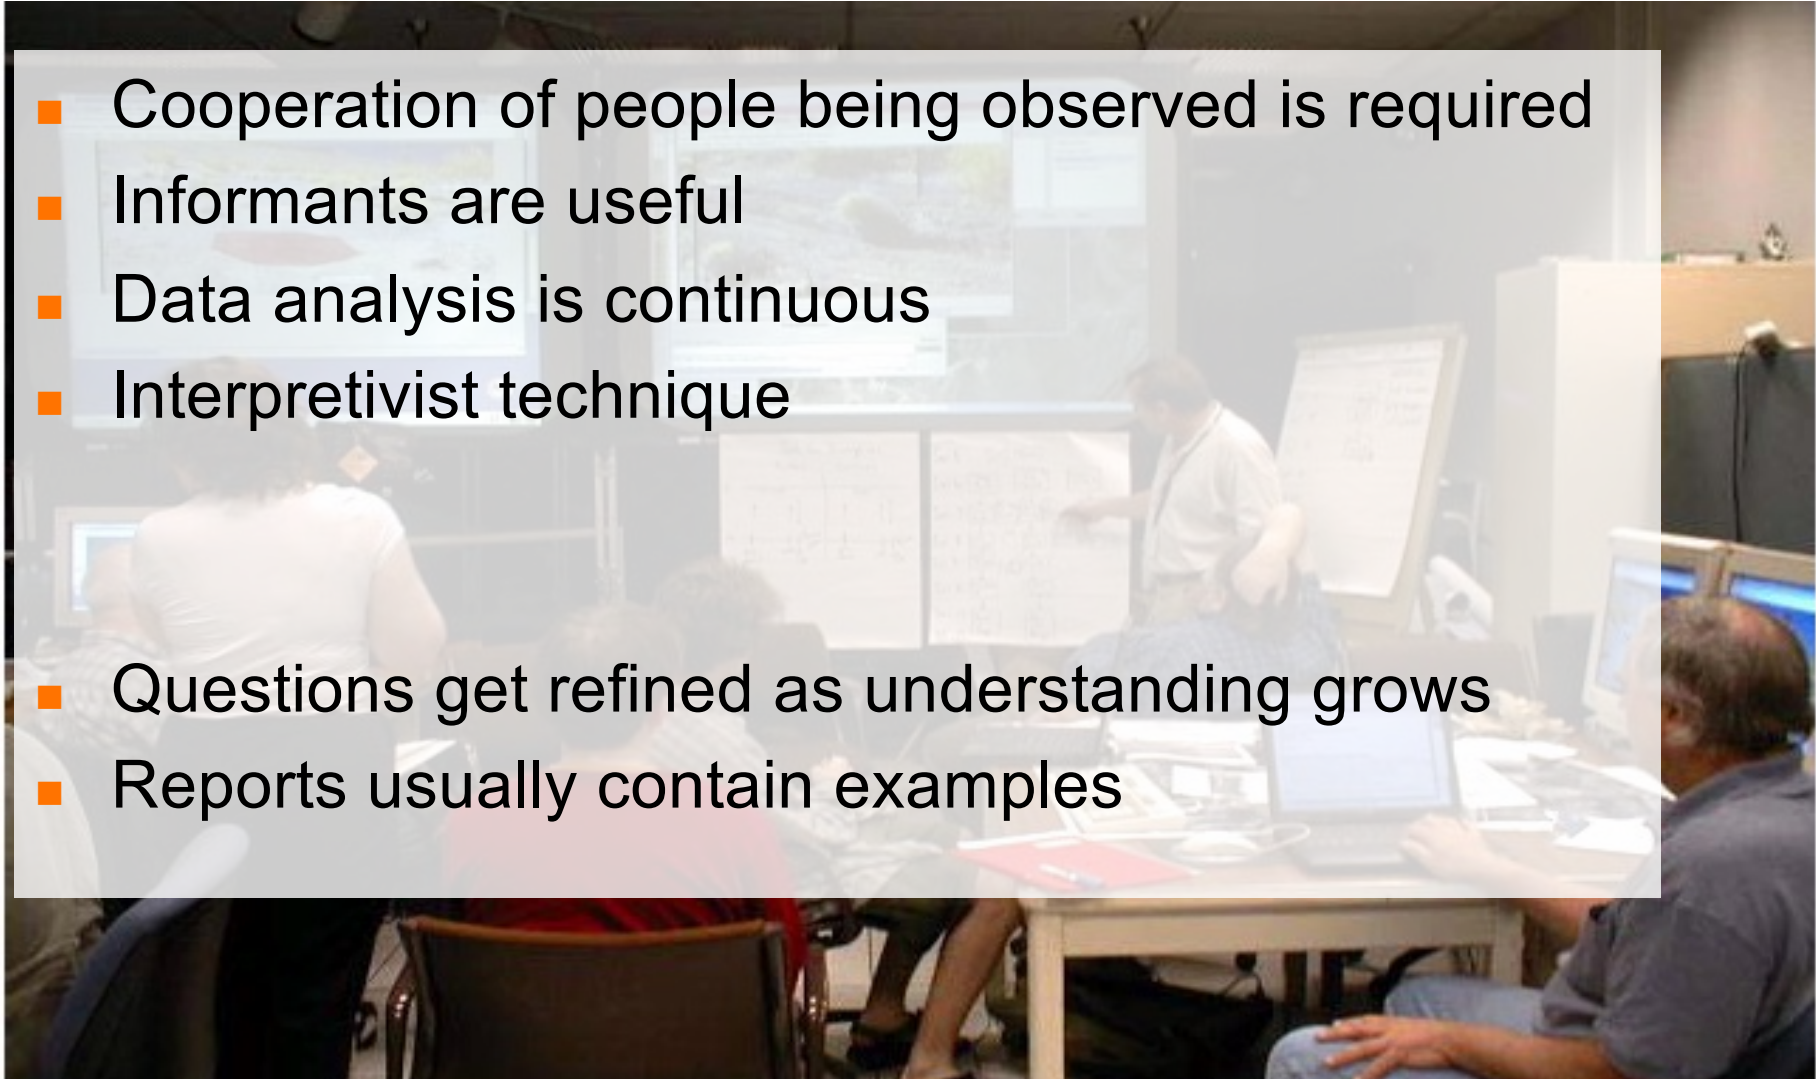 Cooperation of people being observed is required
Informants are useful
Data analysis is continuous
Interpretivist technique
Questions get refined as understanding grows
Reports usually contain examples